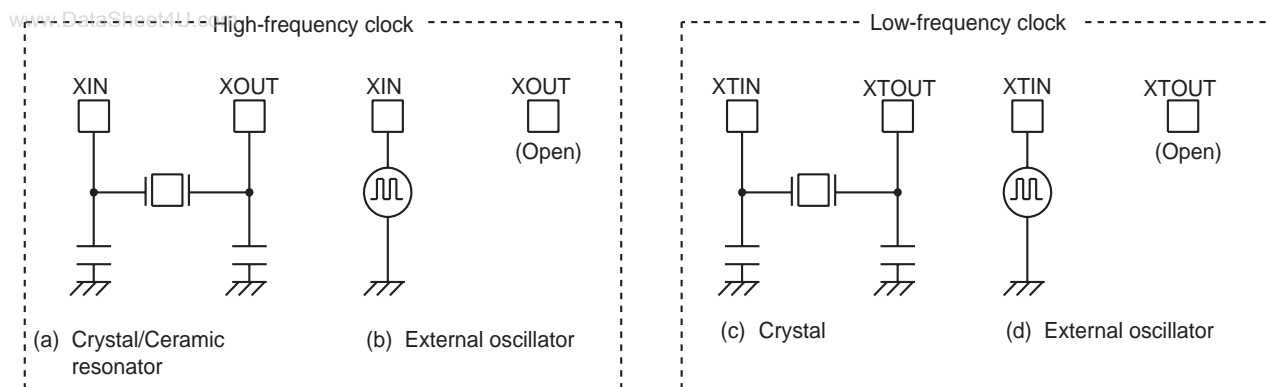 www.DataSheet4U.com
High-frequency clock
Low-frequency clock
XIN XOUT XIN XOUT
XTIN XTOUT XTIN XTOUT
(Open)
(Open)
(a) Crystal/Ceramic
resonator
(b) External oscillator
(c) Crystal
(d) External oscillator